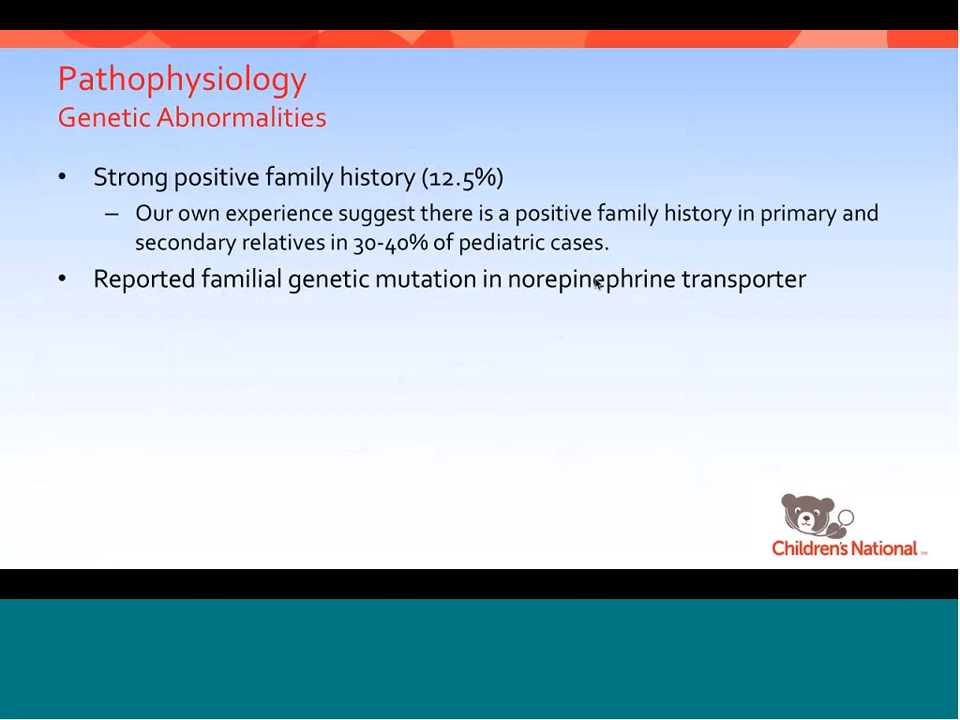 Pathophysiology
Genetic Abnormalities
• Strong positive family history (12.5%)
– Our own experience suggest there is a positive family history in primary and
secondary relatives in 30-40% of pediatric cases.
• Reported familial genetic mutation in norepinephrine transporter
Children's National ™